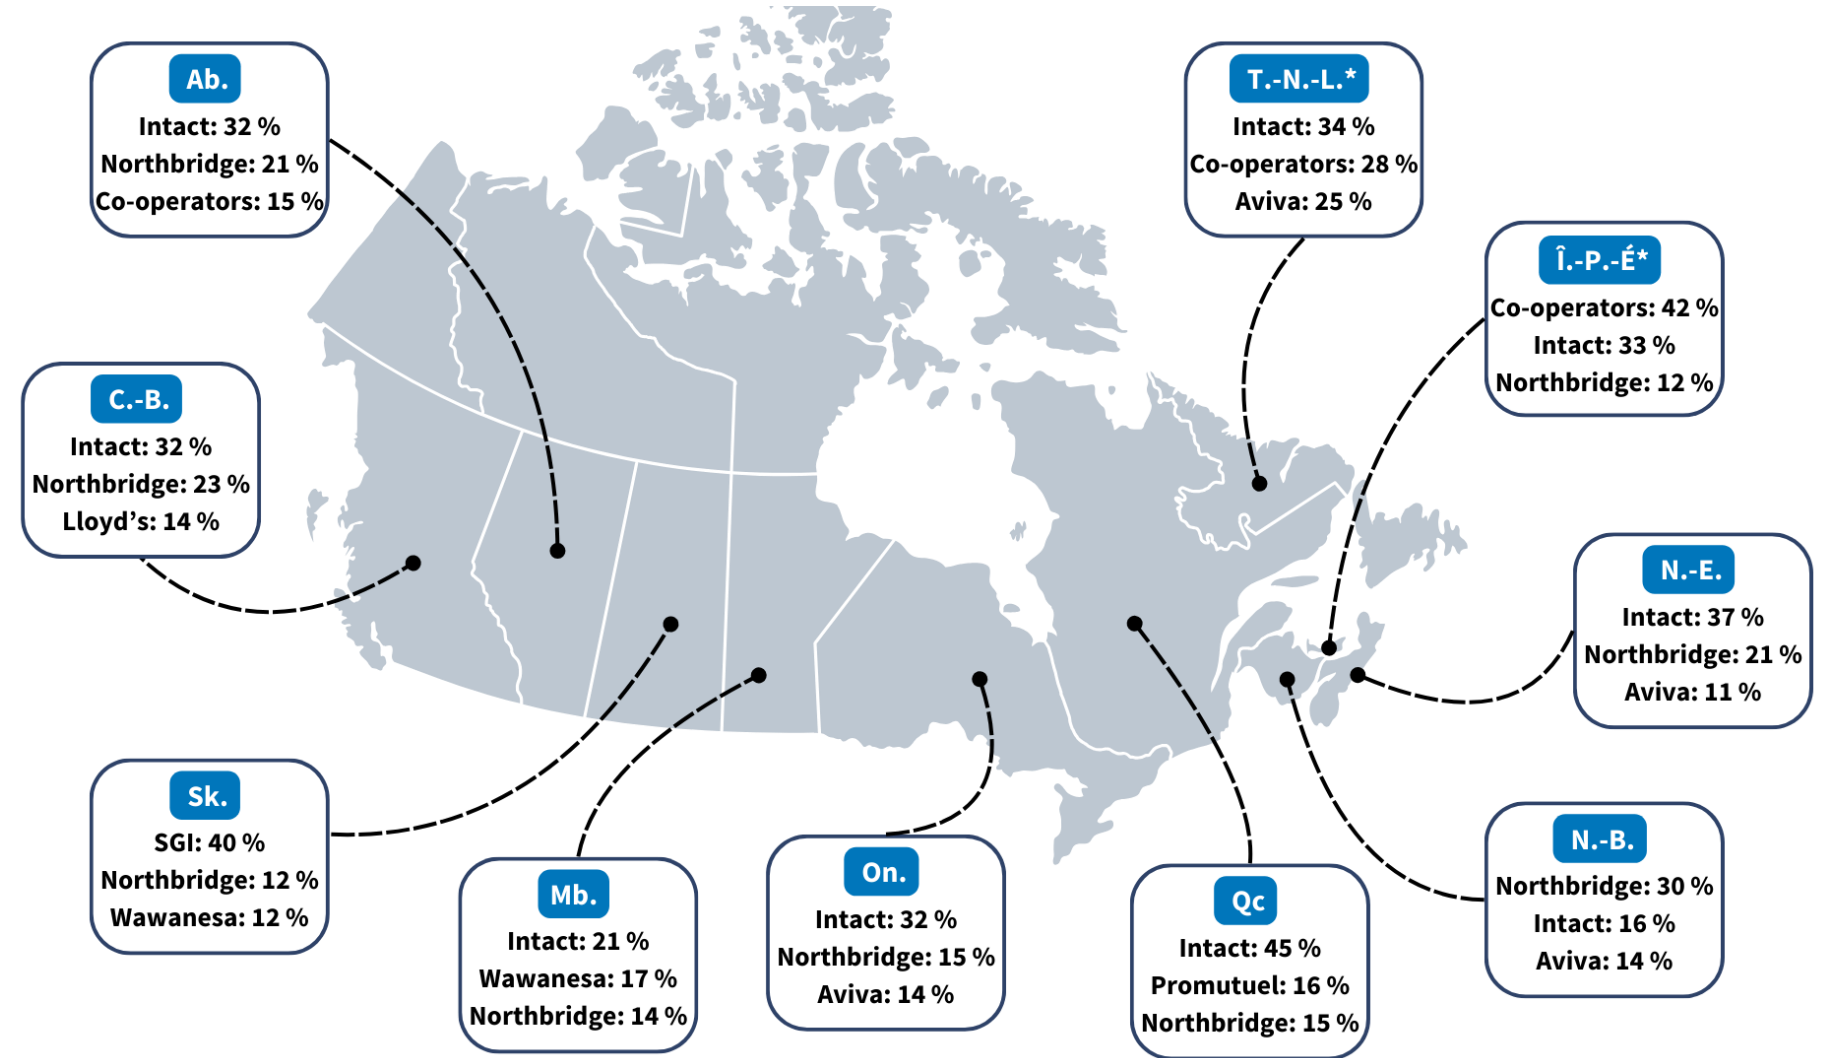 Ab.
Intact: 32 %
Northbridge: 21 %
Co-operators: 15 %
T.-N.-L.*
Intact: 34 %
Co-operators: 28 %
Aviva: 25 %
Î.-P.-É*
Co-operators: 42 %
Intact: 33 %
Northbridge: 12 %
C.-B.
Intact: 32 %
Northbridge: 23 %
Lloyd’s: 14 %
N.-E.
Intact: 37 %
Northbridge: 21 %
Aviva: 11 %
Sk.
SGI: 40 %
Northbridge: 12 %
Wawanesa: 12 %
Mb.
Intact: 21 %
Wawanesa: 17 %
Northbridge: 14 %
On.
Intact: 32 %
Northbridge: 15 %
Aviva: 14 %
Qc
Intact: 45 %
Promutuel: 16 %
Northbridge: 15 %
N.-B.
Northbridge: 30 %
Intact: 16 %
Aviva: 14 %